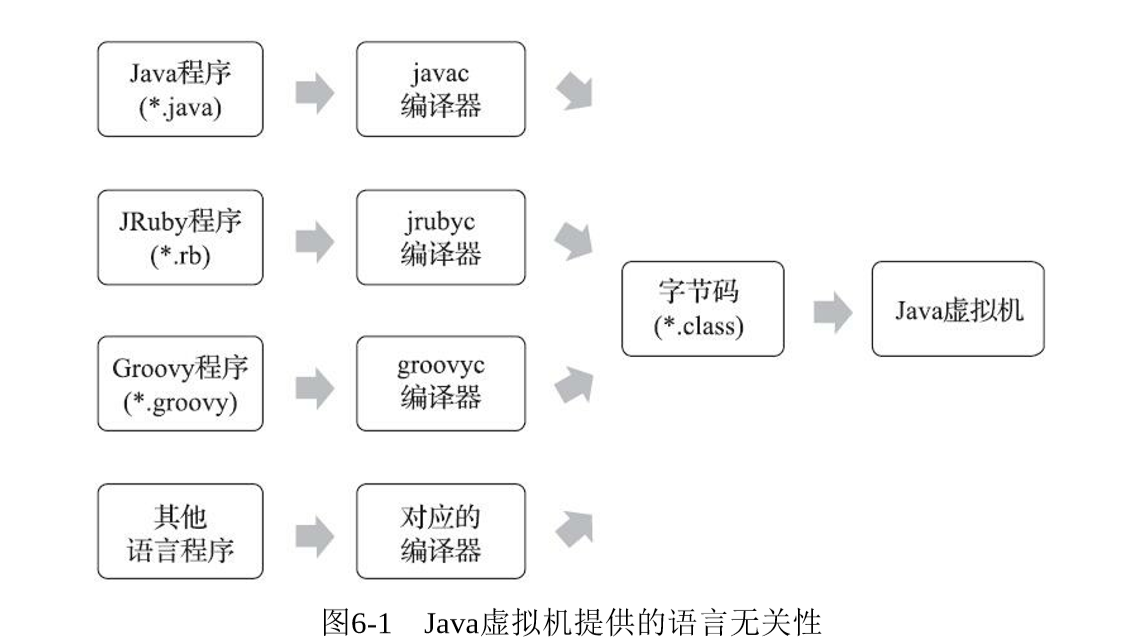 Java程序
(*.java)
javac
编译器
JRuby程序
(*.rb)
jrubyc
编译器
字节码
(*.class)
Java虚拟机
Groovy程序
(*.groovy)
groovyc
编译器
其他
语言程序
对应的
编译器
图6-1 Java虚拟机提供的语言无关性